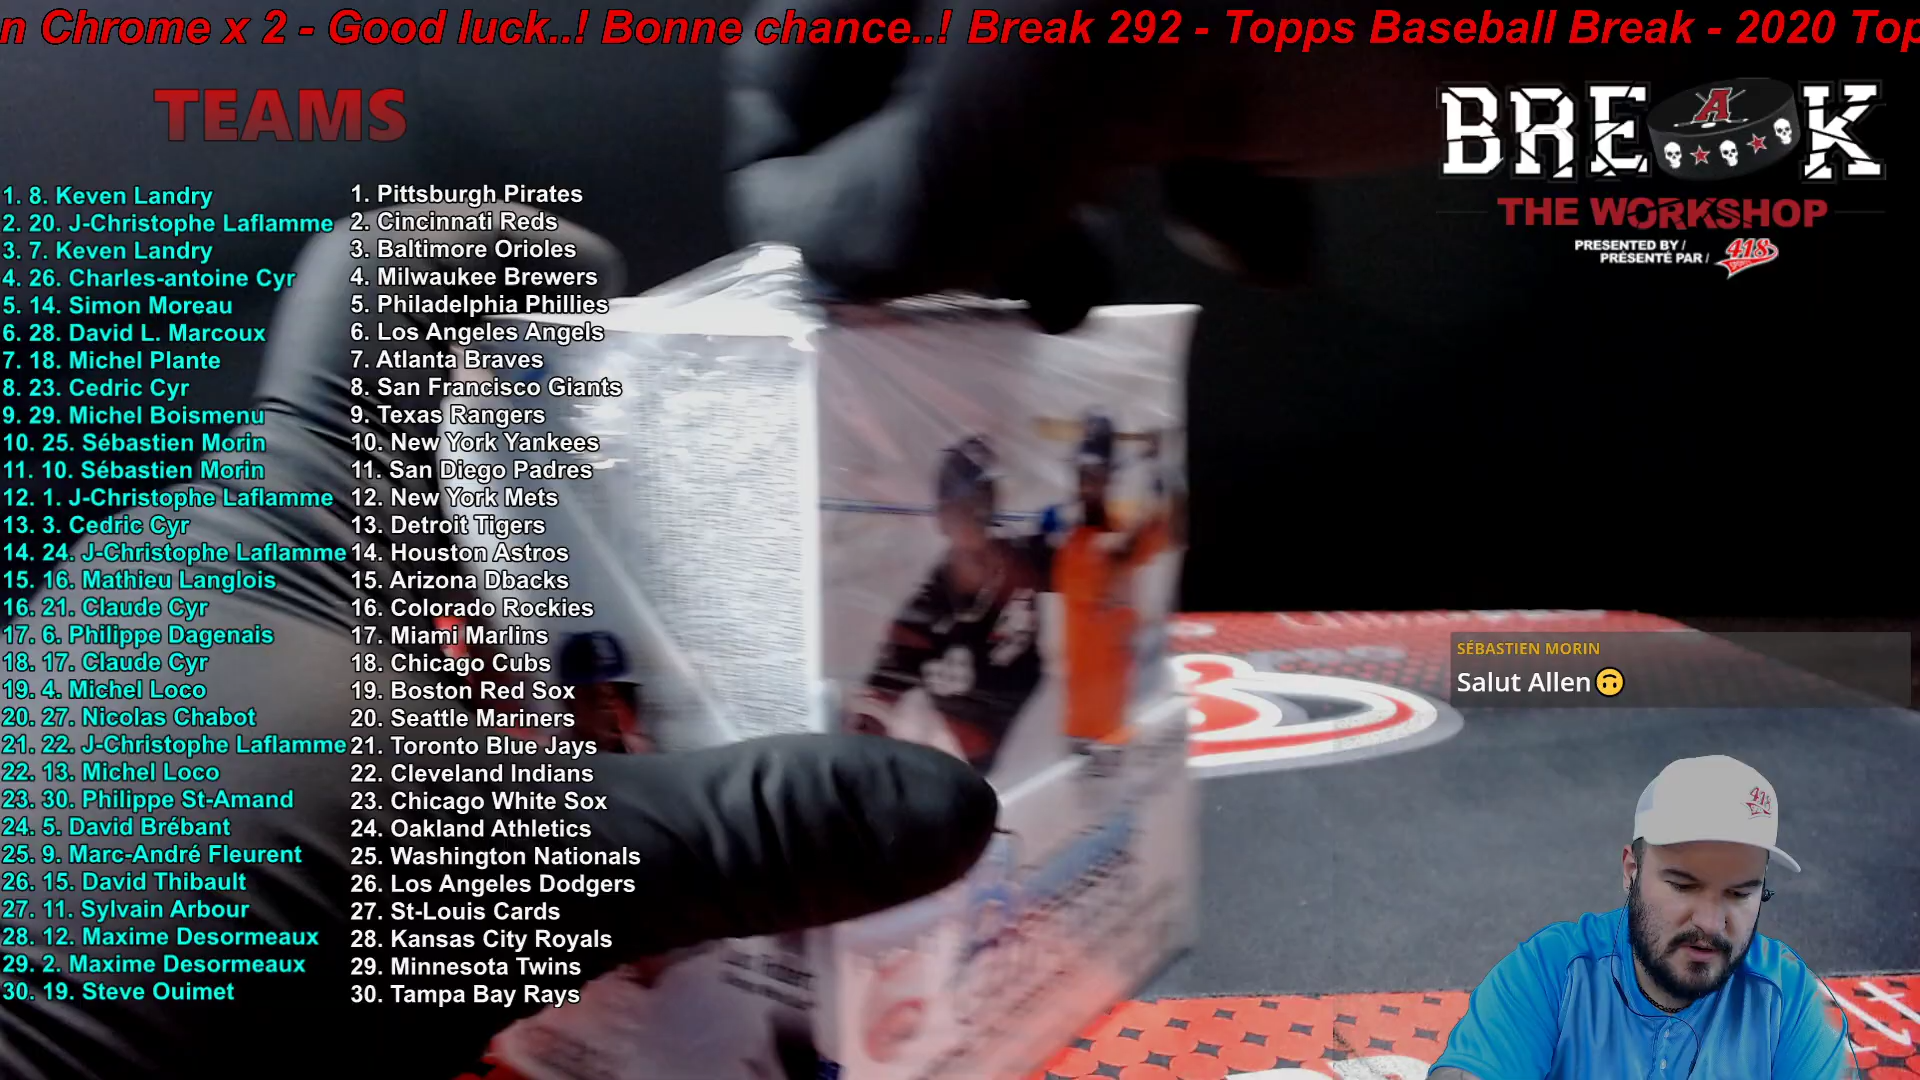 n Chrome x 2 - Good luck..! Bonne chance..! Break 292 - Topps Baseball Break - 2020 Top
TEAMS
1. 8. Keven Landry
2. 20. J-Christophe Laflamme
3. 7. Keven Landry
4. 26. Charles-antoine Cyr
5. 14. Simon Moreau
6. 28. David L. Marcoux
7. 18. Michel Plante
8. 23. Cedric Cyr
9. 29. Michel Boismenu
10. 25. Sébastien Morin
11. 10. Sébastien Morin
12. 1. J-Christophe Laflamme
13. 3. Cedric Cyr
14. 24. J-Christophe Laflamme
15. 16. Mathieu Langlois
16. 21. Claude Cyr
17. 6. Philippe Dagenais
18. 17. Claude Cyr
19. 4. Michel Loco
20. 27. Nicolas Chabot
21. 22. J-Christophe Laflamme
22. 13. Michel Loco
23. 30. Philippe St-Amand
24. 5. David Brébant
25. 9. Marc-André Fleurent
26. 15. David Thibault
27. 11. Sylvain Arbour
28. 12. Maxime Desormeaux
29. 2. Maxime Desormeaux
30. 19. Steve Ouimet
1. Pittsburgh Pirates
2. Cincinnati Reds
3. Baltimore Orioles
4. Milwaukee Brewers
5. Philadelphia Phillies
6. Los Angeles Angels
7. Atlanta Braves
8. San Francisco Giants
9. Texas Rangers
10. New York Yankees
11. San Diego Padres
12. New York Mets
13. Detroit Tigers
14. Houston Astros
15. Arizona Dbacks
16. Colorado Rockies
17. Miami Marlins
18. Chicago Cubs
19. Boston Red Sox
20. Seattle Mariners
21. Toronto Blue Jays
22. Cleveland Indians
23. Chicago White Sox
24. Oakland Athletics
25. Washington Nationals
26. Los Angeles Dodgers
27. St-Louis Cards
28. Kansas City Royals
29. Minnesota Twins
30. Tampa Bay Rays
BRE A K
THE WORKSHOP
PRESENTED BY /
PRÉSENTÉ PAR / 418
SÉBASTIEN MORIN
Salut Allen🙃
418